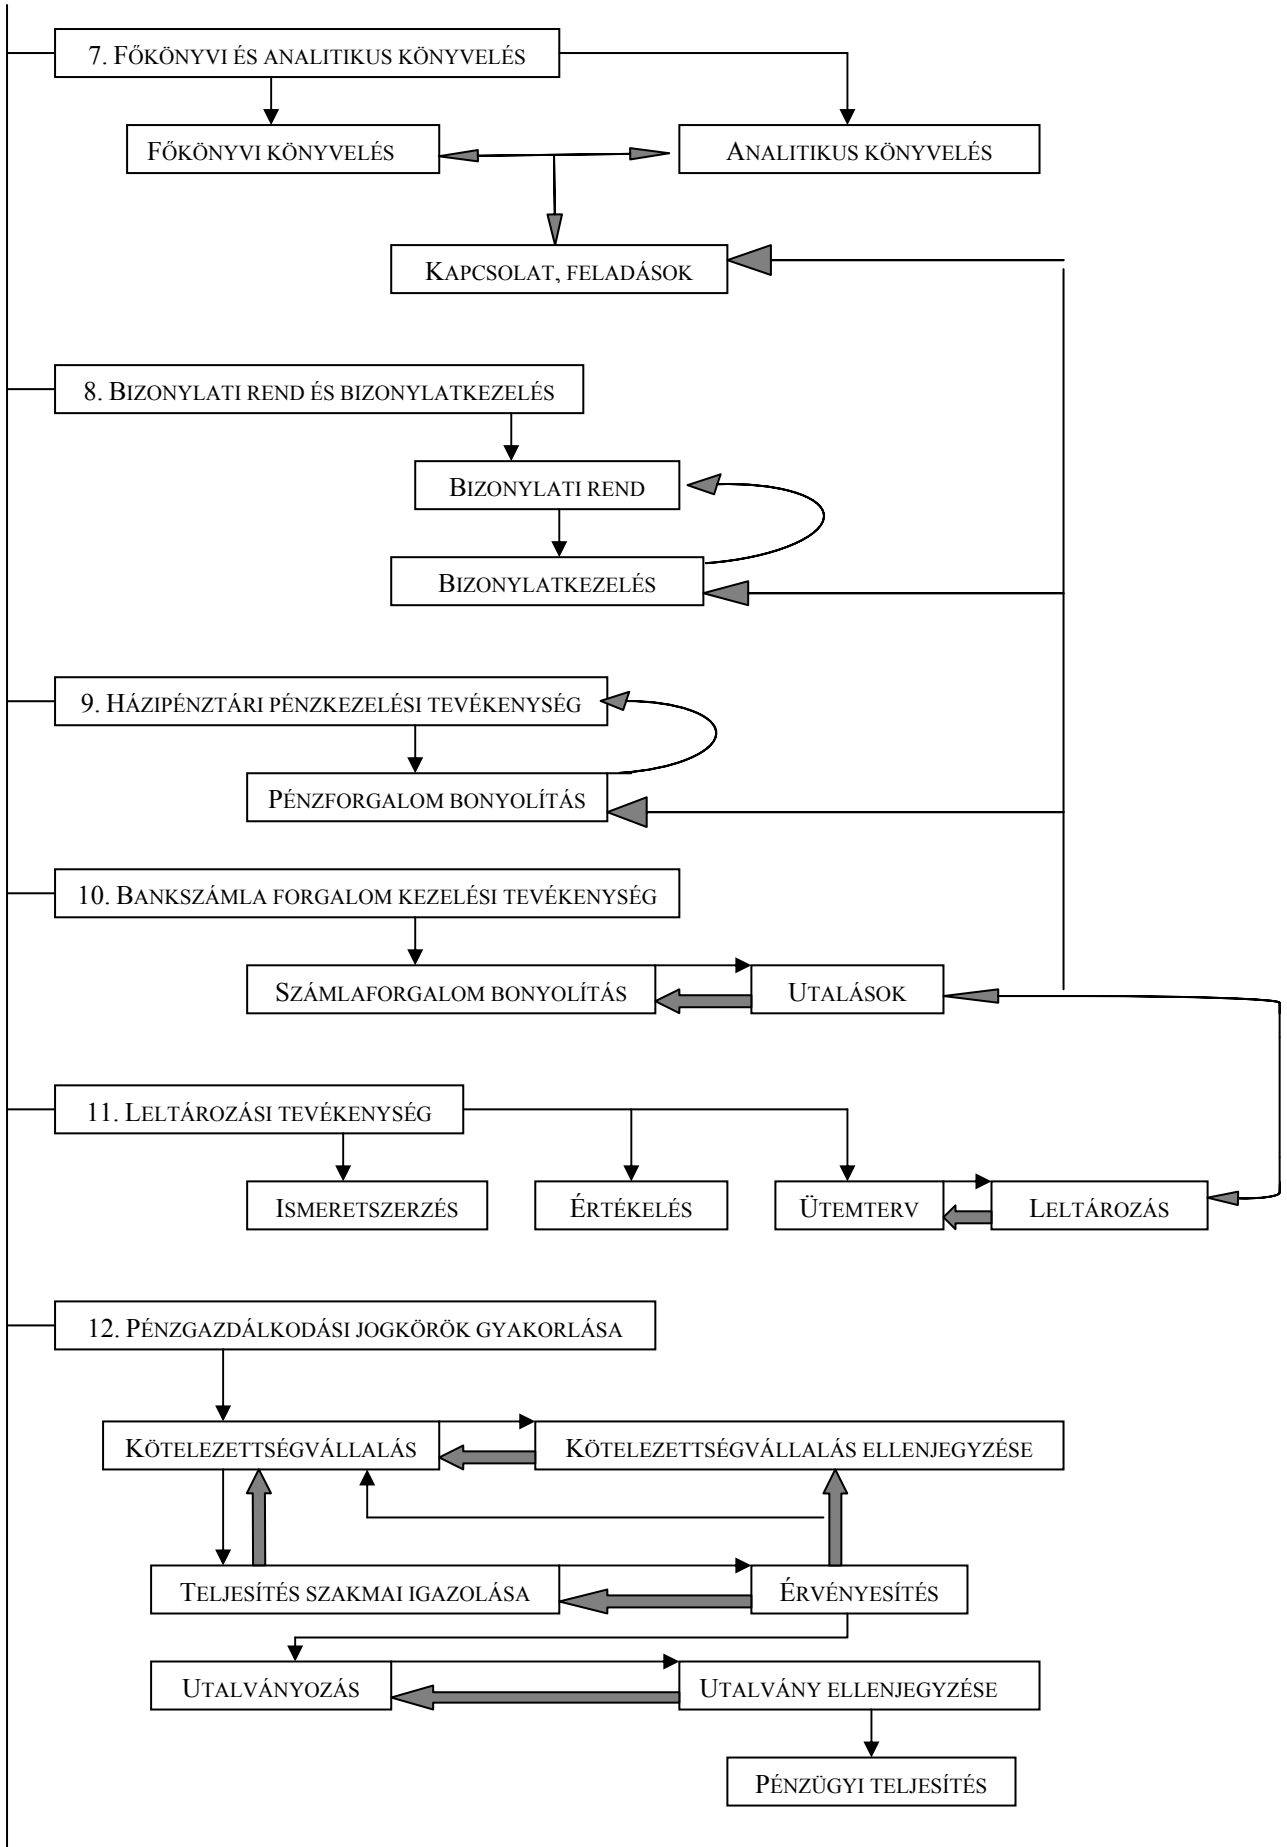 7. FŐKÖNYVI ÉS ANALITIKUS KÖNYVELÉS
FŐKÖNYVI KÖNYVELÉS
ANALITIKUS KÖNYVELÉS
KAPCSOLAT, FELADÁSOK
8. BIZONYLATI REND ÉS BIZONYLATKEZELÉS
BIZONYLATI REND
BIZONYLATKEZELÉS
9. HÁZIPÉNZTÁRI PÉNZKEZELÉSI TEVÉKENYSÉG
PÉNZFORGALOM BONYOLÍTÁS
10. BANKSZÁMLA FORGALOM KEZELÉSI TEVÉKENYSÉG
SZÁMLAFORGALOM BONYOLÍTÁS
UTALÁSOK
11. LELTÁROZÁSI TEVÉKENYSÉG
ISMERETSZERZÉS
ÉRTÉKELÉS
ÜTEMTERV
LELTÁROZÁS
12. PÉNZGAZDÁLKODÁSI JOGKÖRÖK GYAKORLÁSA
KÖTELEZETTSÉGVÁLLALÁS
KÖTELEZETTSÉGVÁLLALÁS ELLENJEGYZÉSE
TELJESÍTÉS SZAKMAI IGAZOLÁSA
ÉRVÉNYESÍTÉS
UTALVÁNYOZÁS
UTALVÁNY ELLENJEGYZÉSE
PÉNZÜGYI TELJESÍTÉS